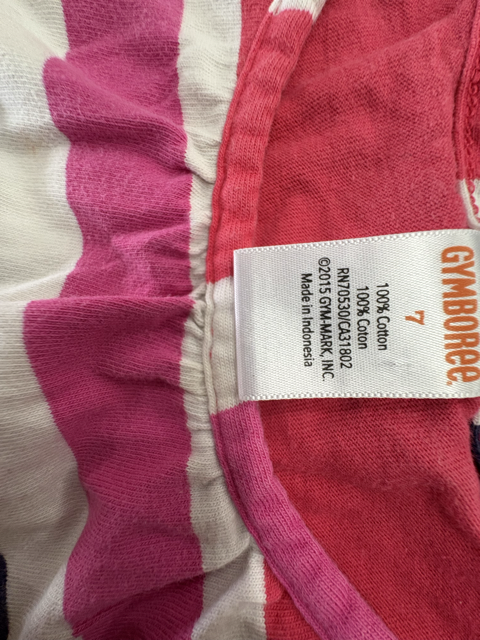 GYMBOREE
7
100% Cotton
100% Coton
RN70530/CA31802
©2015 GYM-MARK, INC.
Made in Indonesia